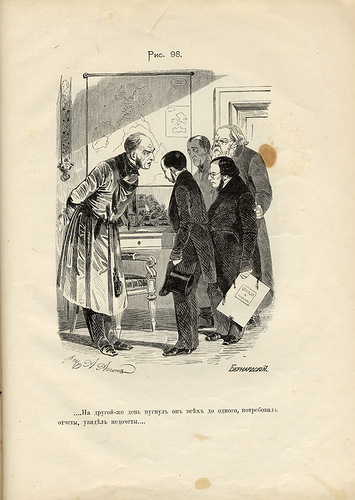 Рис. 98.
Бернардскій.
....На другой-же день пугнулъ онъ всѣхъ до одного, потребовалъ
отчеты, увидѣлъ недочеты....